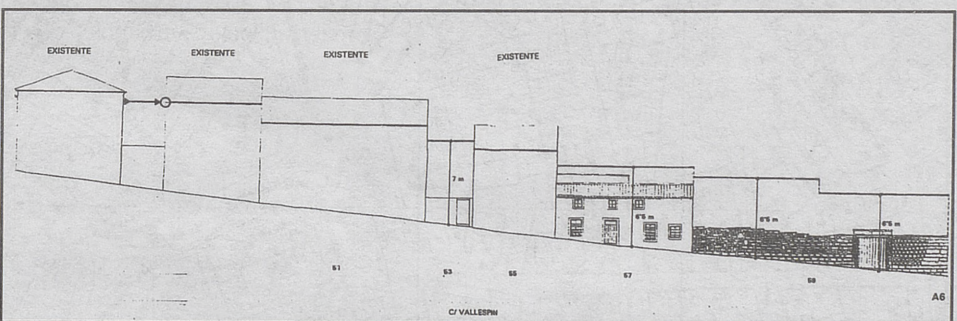 EXISTENTE
EXISTENTE
EXISTENTE
EXISTENTE
7 m
6'5 m
6'5 m
6'5 m
51
53
55
57
59
A6
C/ VALLESPIN